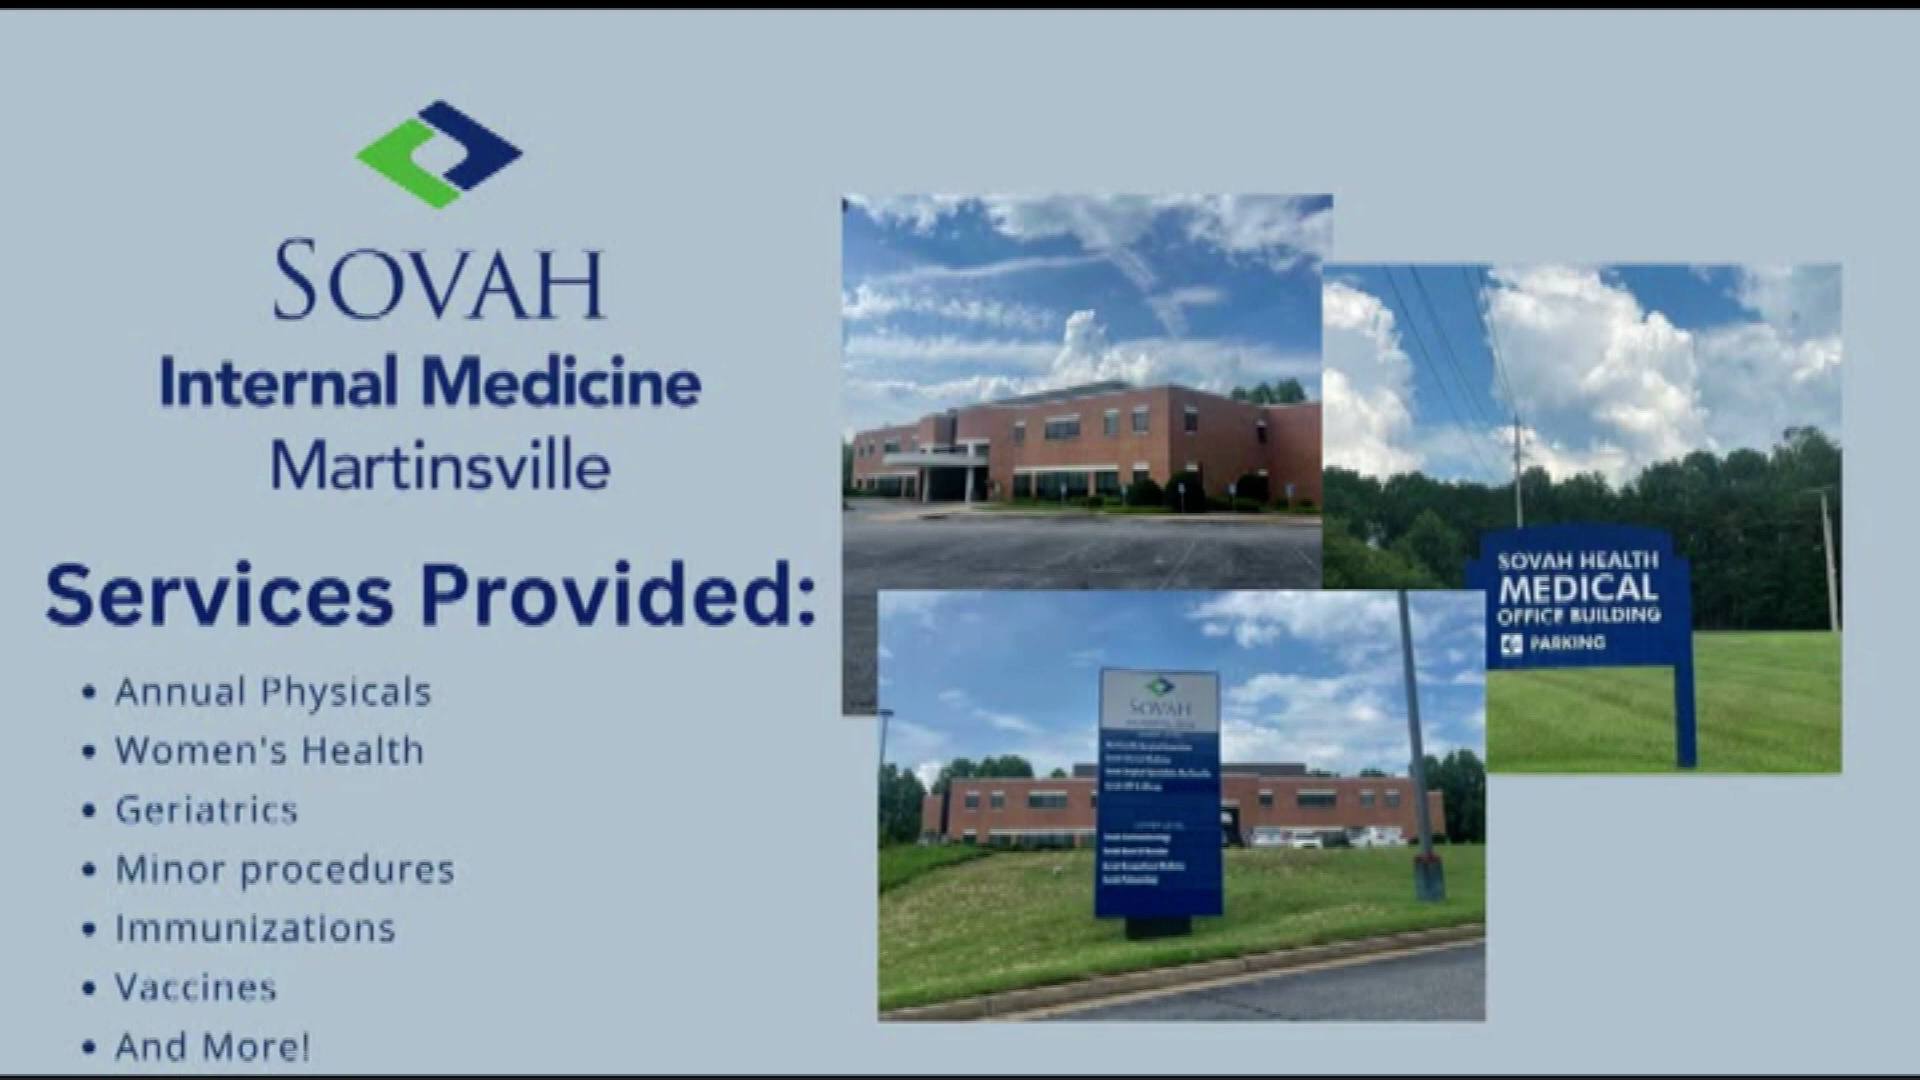 SOVAH
Internal Medicine
Martinsville
Services Provided:
• Annual Physicals
• Women's Health
• Geriatrics
• Minor procedures
• Immunizations
• Vaccines
• And More!
SOVAH HEALTH
MEDICAL
OFFICE BUILDING
PARKING
SOVAH